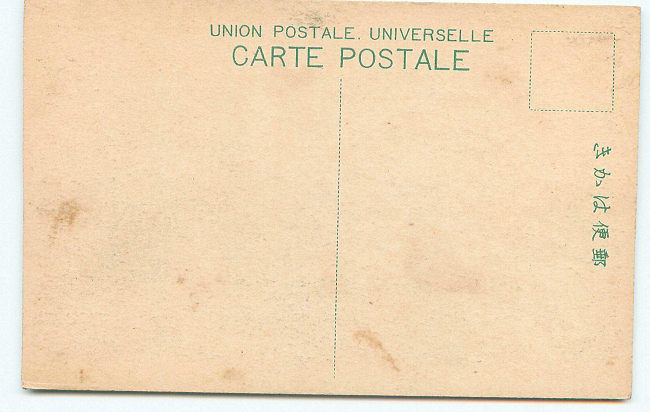 UNION POSTALE. UNIVERSELLE
CARTE POSTALE
郵便はかき